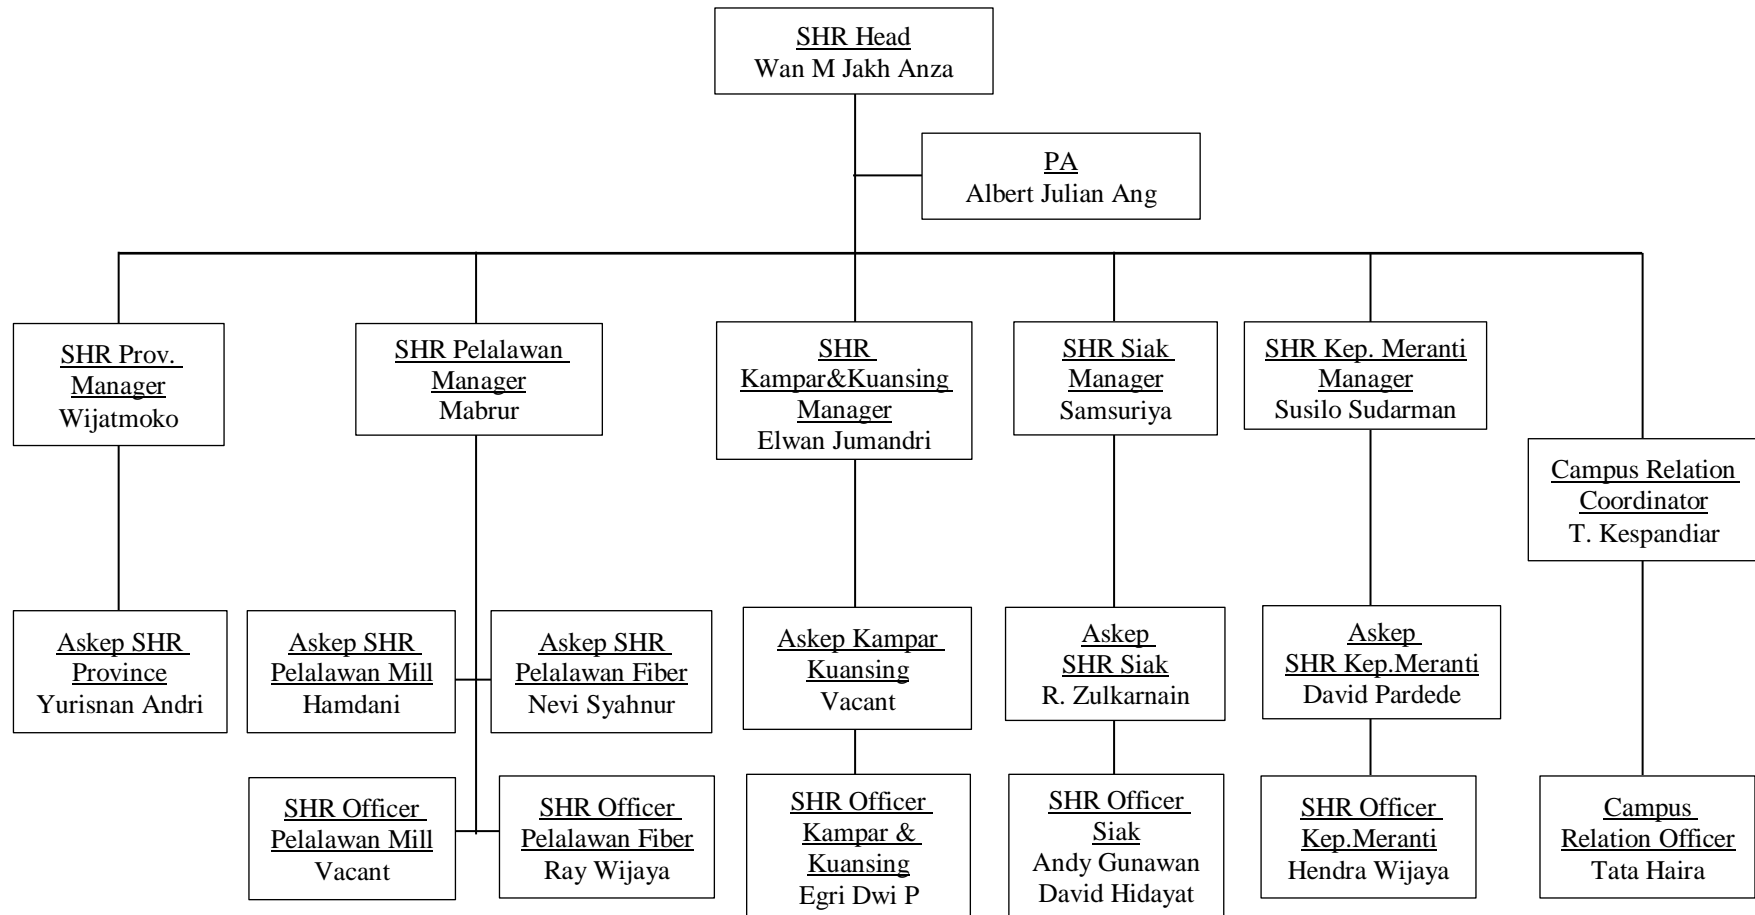 SHR Head
Wan M Jakh Anza
PA
Albert Julian Ang
SHR Prov.
Manager
Wijatmoko
SHR Pelalawan
Manager
Mabrur
SHR
Kampar&Kuansing
Manager
Elwan Jumandri
SHR Siak
Manager
Samsuriya
SHR Kep. Meranti
Manager
Susilo Sudarman
Campus Relation
Coordinator
T. Kespandiar
Askep SHR
Province
Yurisnan Andri
Askep SHR
Pelalawan Mill
Hamdani
Askep SHR
Pelalawan Fiber
Nevi Syahnur
Askep Kampar
Kuansing
Vacant
Askep
SHR Siak
R. Zulkarnain
Askep
SHR Kep.Meranti
David Pardede
SHR Officer
Pelalawan Mill
Vacant
SHR Officer
Pelalawan Fiber
Ray Wijaya
SHR Officer
Kampar &
Kuansing
Egri Dwi P
SHR Officer
Siak
Andy Gunawan
David Hidayat
SHR Officer
Kep.Meranti
Hendra Wijaya
Campus
Relation Officer
Tata Haira